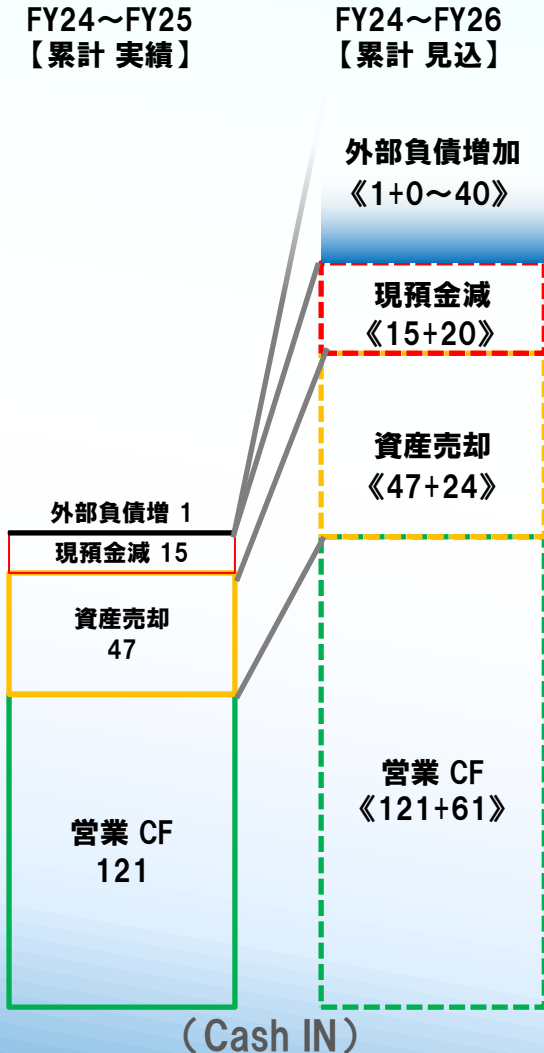 FY24～FY25
【累計 実績】
FY24～FY26
【累計 見込】
外部負債増加
《1+0～40》
現預金減
《15+20》
資産売却
《47+24》
営業 CF
《121+61》
外部負債増 1
現預金減 15
資産売却
47
営業 CF
121
（Cash IN）